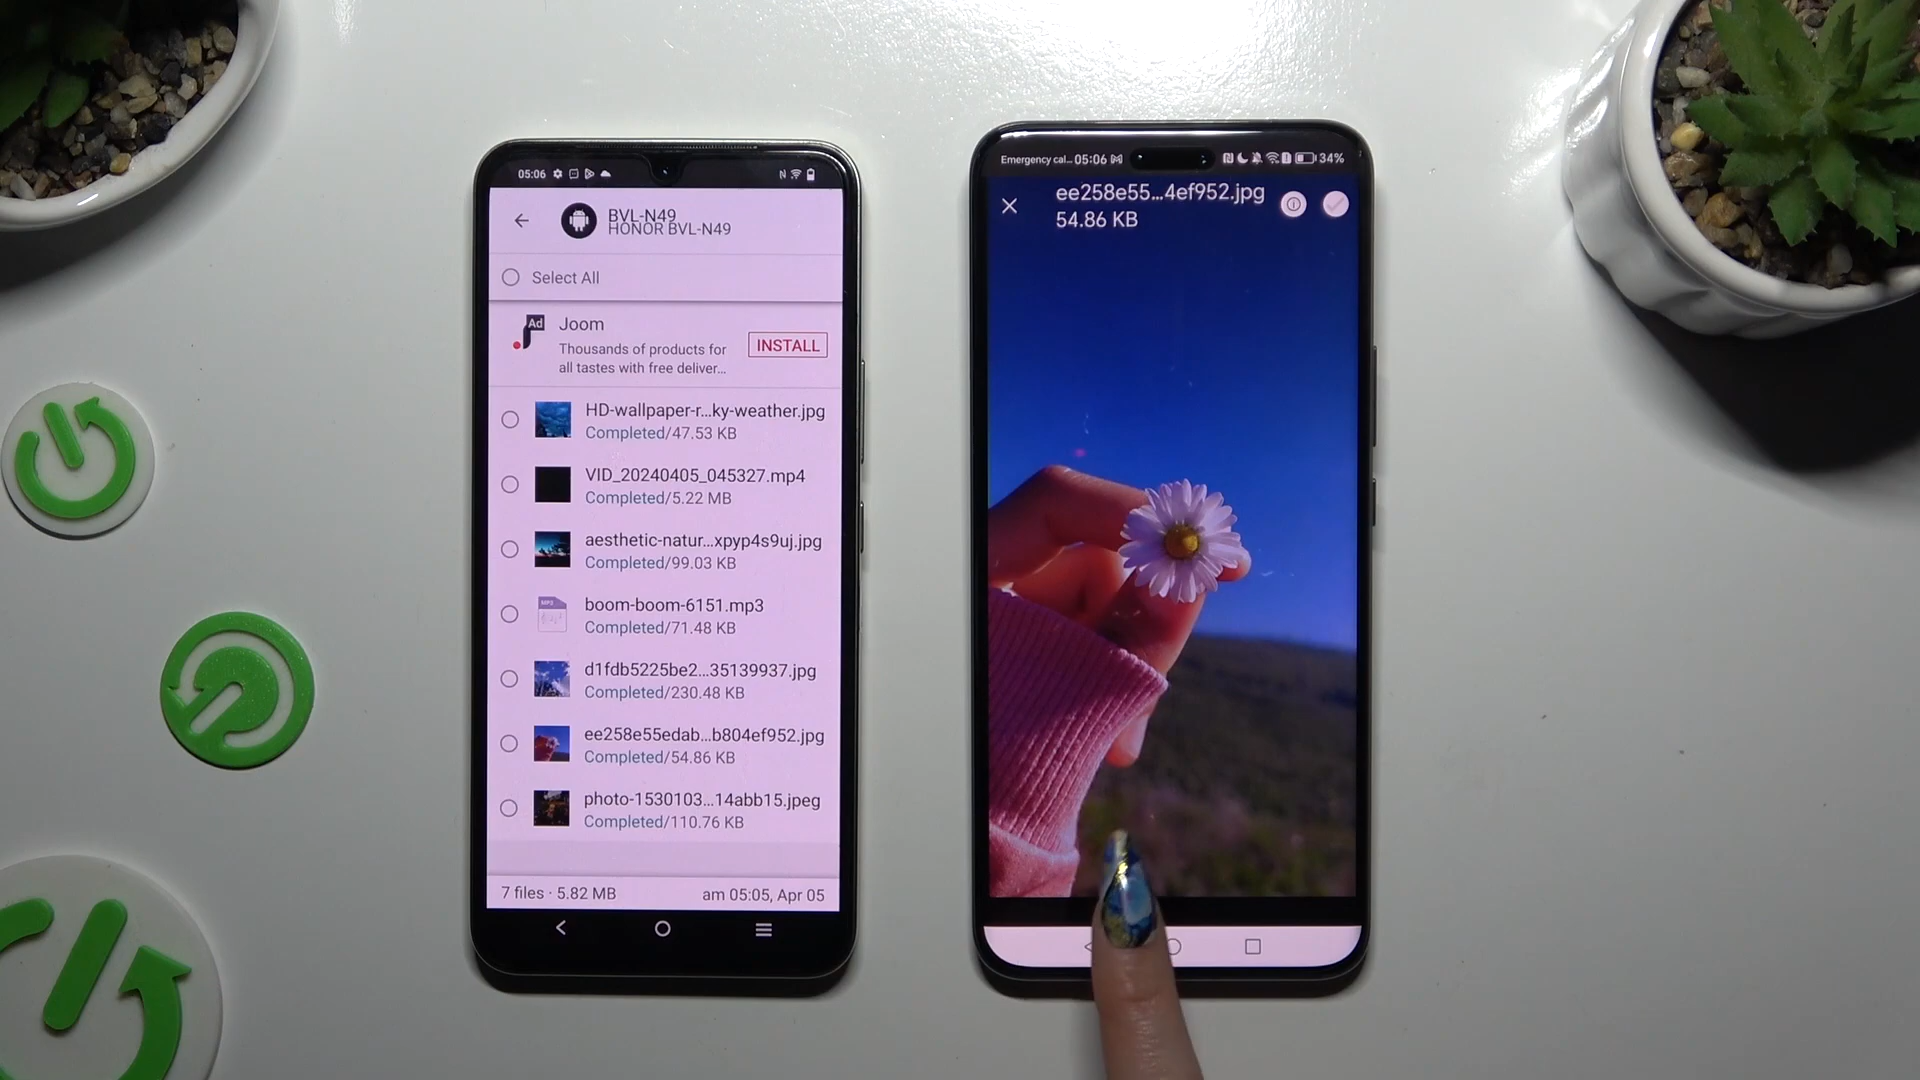 05:06
BVL-N49
HONOR BVL-N49
Select All
Ad
Joom
Thousands of products for
all tastes with free deliver...
INSTALL
HD-wallpaper-r...ky-weather.jpg
Completed/47.53 KB
VID_20240405_045327.mp4
Completed/5.22 MB
aesthetic-natur...xpyp4s9uj.jpg
Completed/99.03 KB
MP3
boom-boom-6151.mp3
Completed/71.48 KB
d1fdb5225be2...35139937.jpg
Completed/230.48 KB
ee258e55edab...b804ef952.jpg
Completed/54.86 KB
photo-1530103...14abb15.jpeg
Completed/110.76 KB
7 files · 5.82 MB
am 05:05, Apr 05
Emergency cal... 05:06
34%
ee258e55...4ef952.jpg
54.86 KB